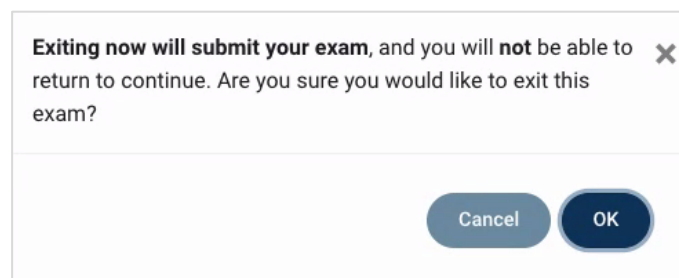 Exiting now will submit your exam, and you will not be able to
return to continue. Are you sure you would like to exit this
exam?
Cancel OK